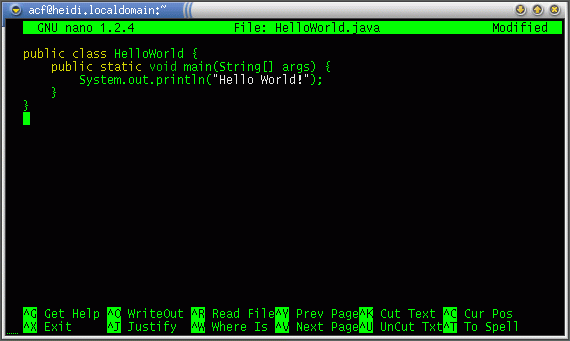 acf@heidi.localdomain:~
GNU nano 1.2.4 File: HelloWorld.java Modified
public class HelloWorld {
    public static void main(String[] args) {
        System.out.println("Hello World!");
    }
}
^G Get Help ^O WriteOut ^R Read File ^Y Prev Page ^K Cut Text ^C Cur Pos
^X Exit ^J Justify ^W Where Is ^V Next Page ^U UnCut Txt ^T To Spell